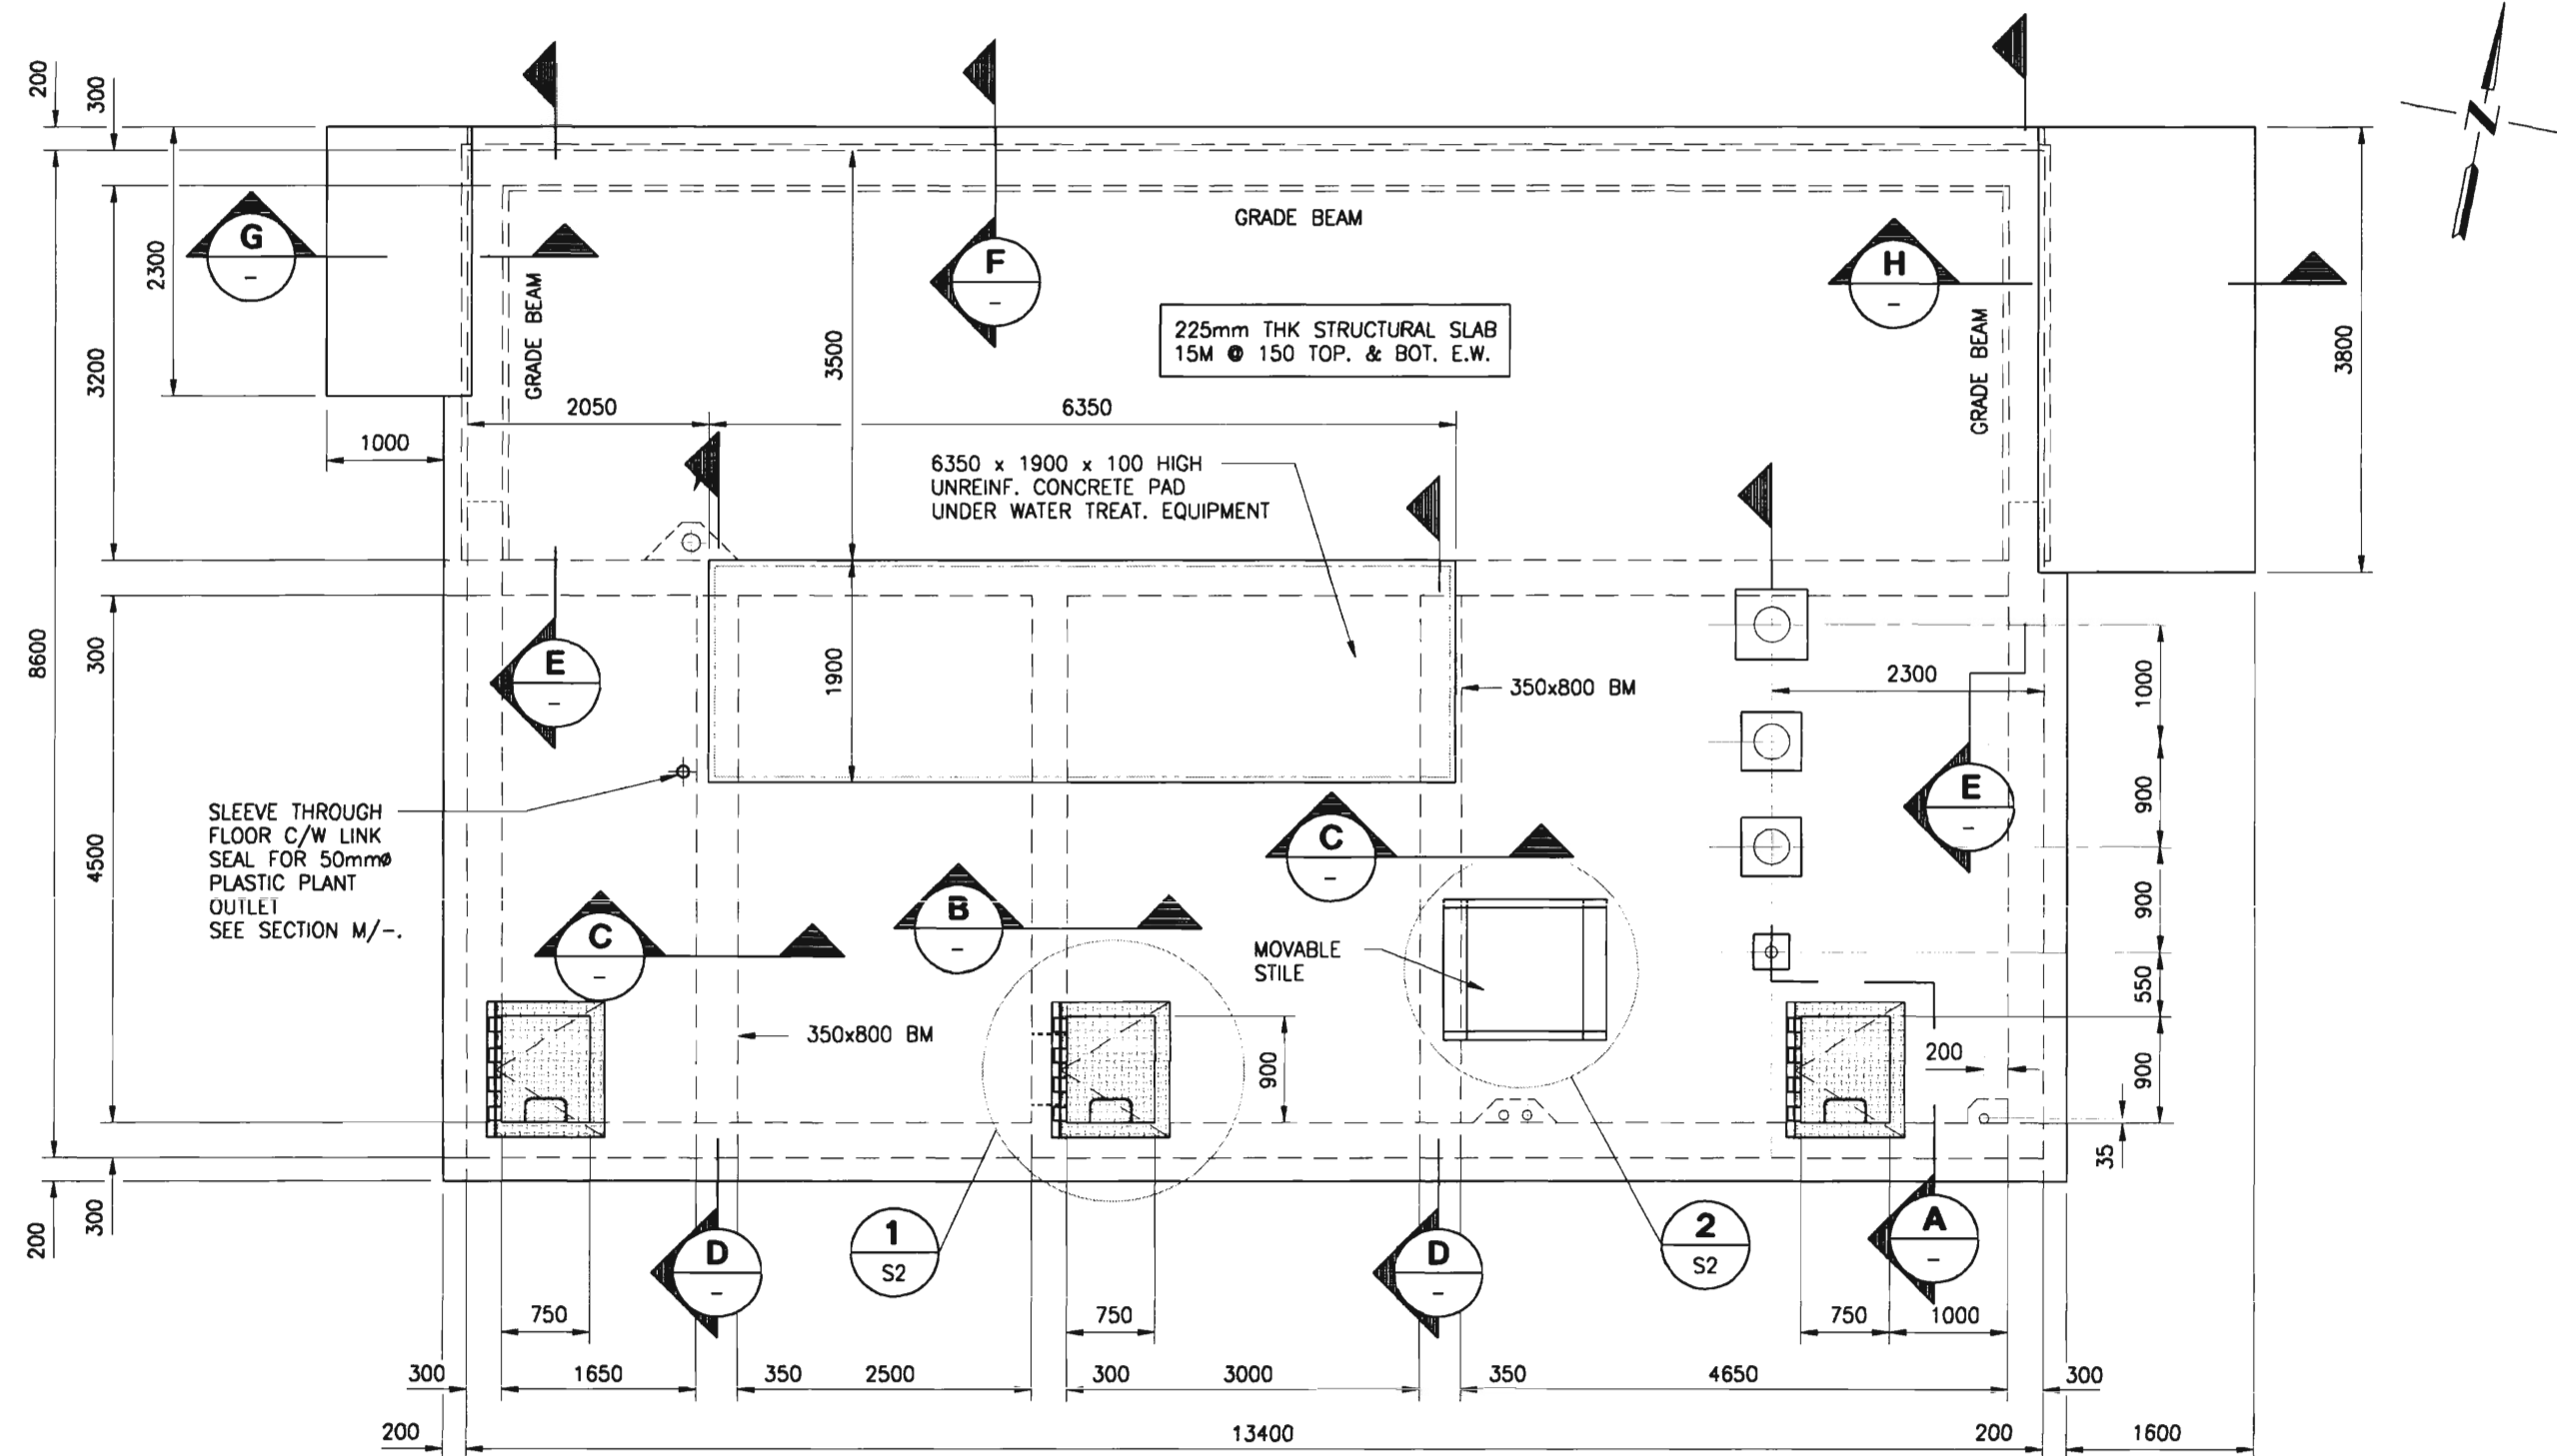 200
300
N
G
-
F
-
H
-
GRADE BEAM
GRADE BEAM
GRADE BEAM
225mm THK STRUCTURAL SLAB
15M @ 150 TOP. & BOT. E.W.
2300
3200
3500
3800
2050
6350
1000
6350 x 1900 x 100 HIGH
UNREINF. CONCRETE PAD
UNDER WATER TREAT. EQUIPMENT
8600
300
E
-
1900
350x800 BM
2300
1000
E
-
900
SLEEVE THROUGH
FLOOR C/W LINK
SEAL FOR 50mmø
PLASTIC PLANT
OUTLET
SEE SECTION M/-.
4500
C
-
B
-
C
-
MOVABLE
STILE
900
550
350x800 BM
900
200
900
35
200
300
D
-
1
S2
D
-
2
S2
A
-
750
750
750
1000
300
1650
350
2500
300
3000
350
4650
300
200
13400
200
1600